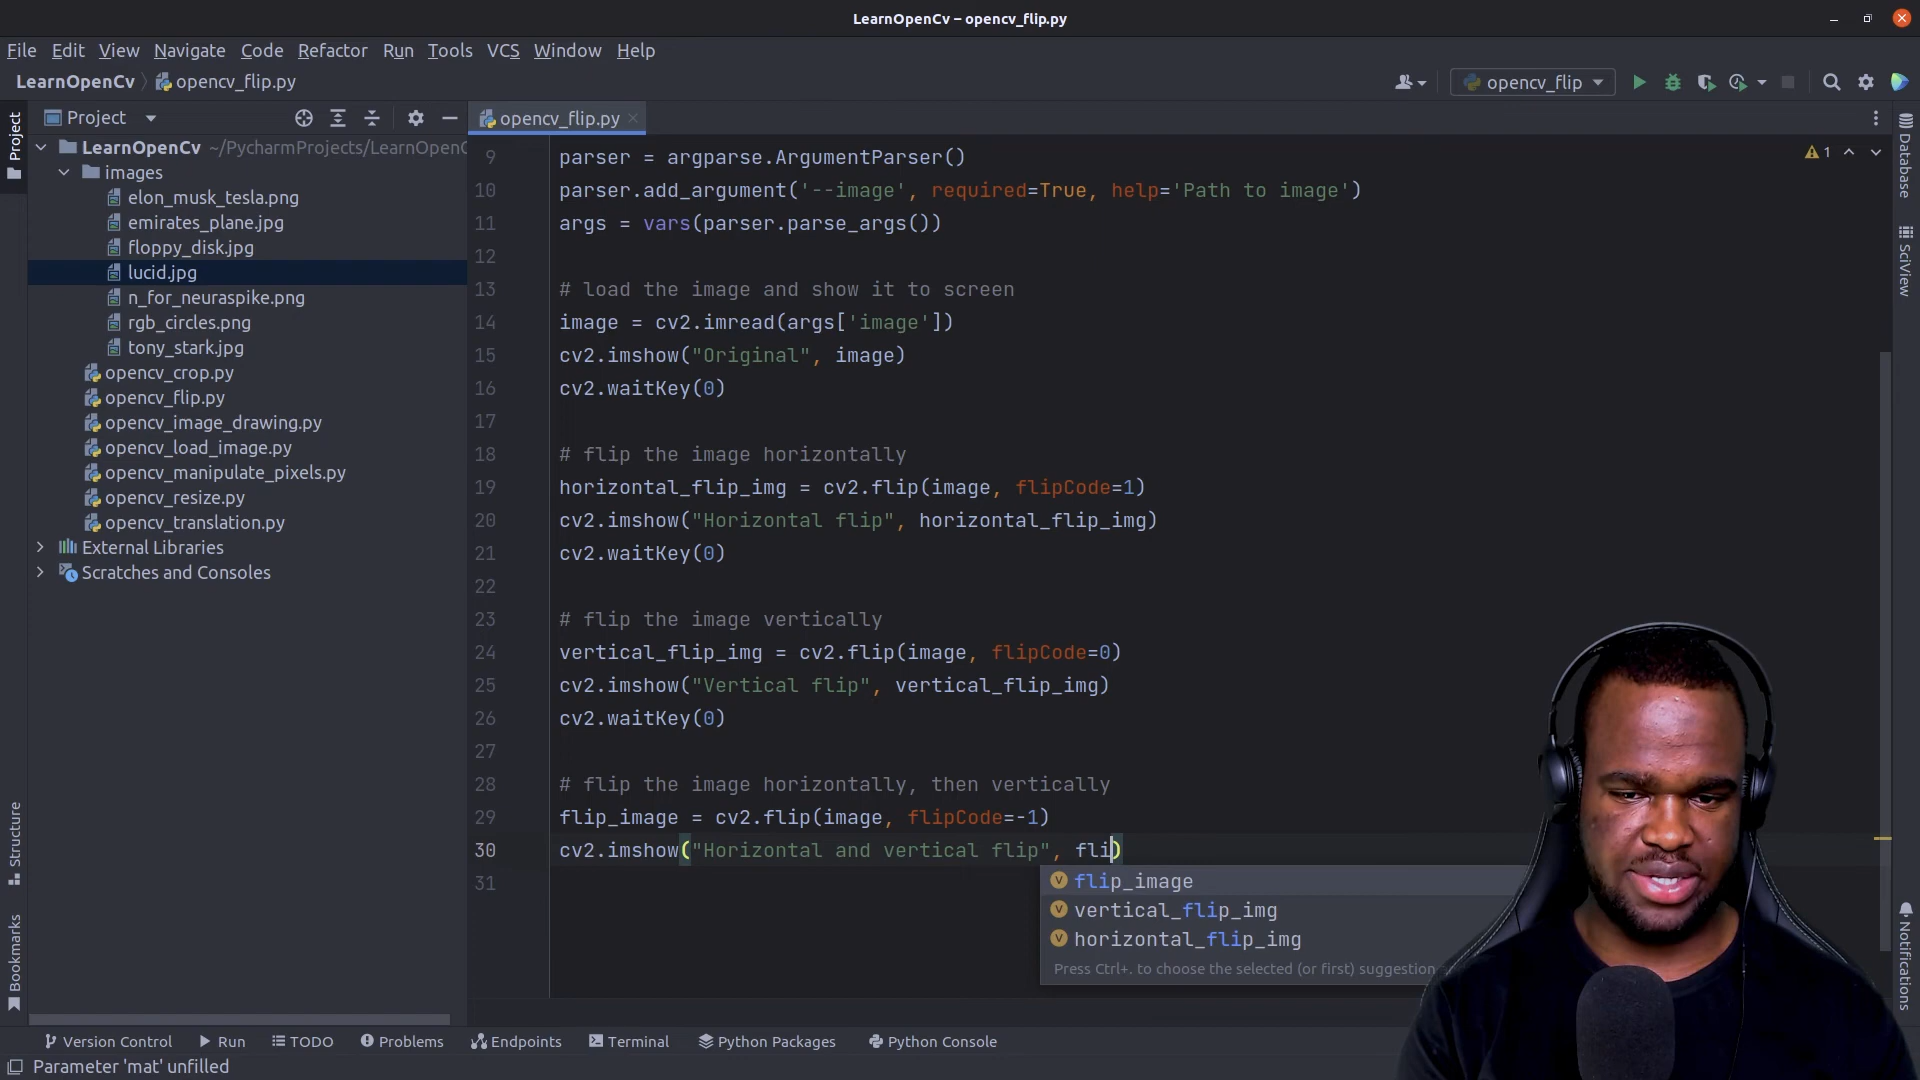 LearnOpenCv – opencv_flip.py
File Edit View Navigate Code Refactor Run Tools VCS Window Help
LearnOpenCv opencv_flip.py
opencv_flip
Project
opencv_flip.py
Project
LearnOpenCv ~/PycharmProjects/LearnOpenC
images
elon_musk_tesla.png
emirates_plane.jpg
floppy_disk.jpg
lucid.jpg
n_for_neuraspike.png
rgb_circles.png
tony_stark.jpg
opencv_crop.py
opencv_flip.py
opencv_image_drawing.py
opencv_load_image.py
opencv_manipulate_pixels.py
opencv_resize.py
opencv_translation.py
External Libraries
Scratches and Consoles
Structure
Bookmarks
9 parser = argparse.ArgumentParser()
10 parser.add_argument('--image', required=True, help='Path to image')
11 args = vars(parser.parse_args())
12
13 # load the image and show it to screen
14 image = cv2.imread(args['image'])
15 cv2.imshow("Original", image)
16 cv2.waitKey(0)
17
18 # flip the image horizontally
19 horizontal_flip_img = cv2.flip(image, flipCode=1)
20 cv2.imshow("Horizontal flip", horizontal_flip_img)
21 cv2.waitKey(0)
22
23 # flip the image vertically
24 vertical_flip_img = cv2.flip(image, flipCode=0)
25 cv2.imshow("Vertical flip", vertical_flip_img)
26 cv2.waitKey(0)
27
28 # flip the image horizontally, then vertically
29 flip_image = cv2.flip(image, flipCode=-1)
30 cv2.imshow("Horizontal and vertical flip", fli)
31
V flip_image
V vertical_flip_img
V horizontal_flip_img
Press Ctrl+. to choose the selected (or first) suggestion
1
Database
SciView
Notifications
Version Control Run TODO Problems Endpoints Terminal Python Packages Python Console
Parameter 'mat' unfilled